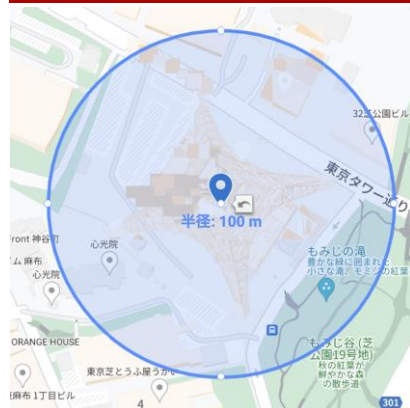 32芝公園ビル
東京タワー通り
半径: 100 m
Front 神谷町
心光院
イム 麻布
心光院
もみじの滝
豊かな緑に囲まれた
小さな滝、モミジの紅葉
ORANGE HOUSE
もみじ谷 (芝
公園19号地)
秋の紅葉が
鮮やかな森
の散歩道
東京芝とうふ屋うかい
麻布 1丁目ビル
4
301